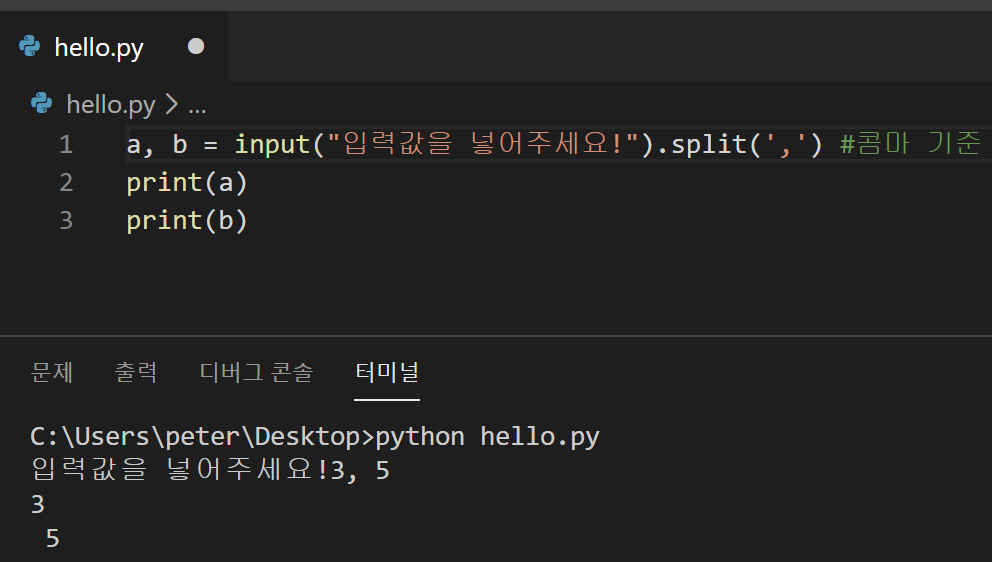 hello.py
hello.py > ...
1 a, b = input("입력값을 넣어주세요!").split(',') #콤마 기준
2 print(a)
3 print(b)
문제 출력 디버그 콘솔 터미널
C:\Users\peter\Desktop>python hello.py
입력값을 넣어주세요!3, 5
3
 5